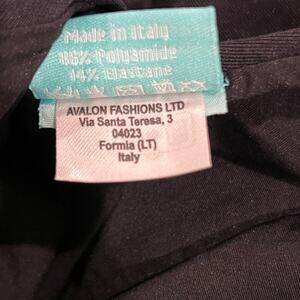 Made in Italy
86% Polyamide
14% Elastane
AVALON FASHIONS LTD
Via Santa Teresa, 3
04023
Formia (LT)
Italy